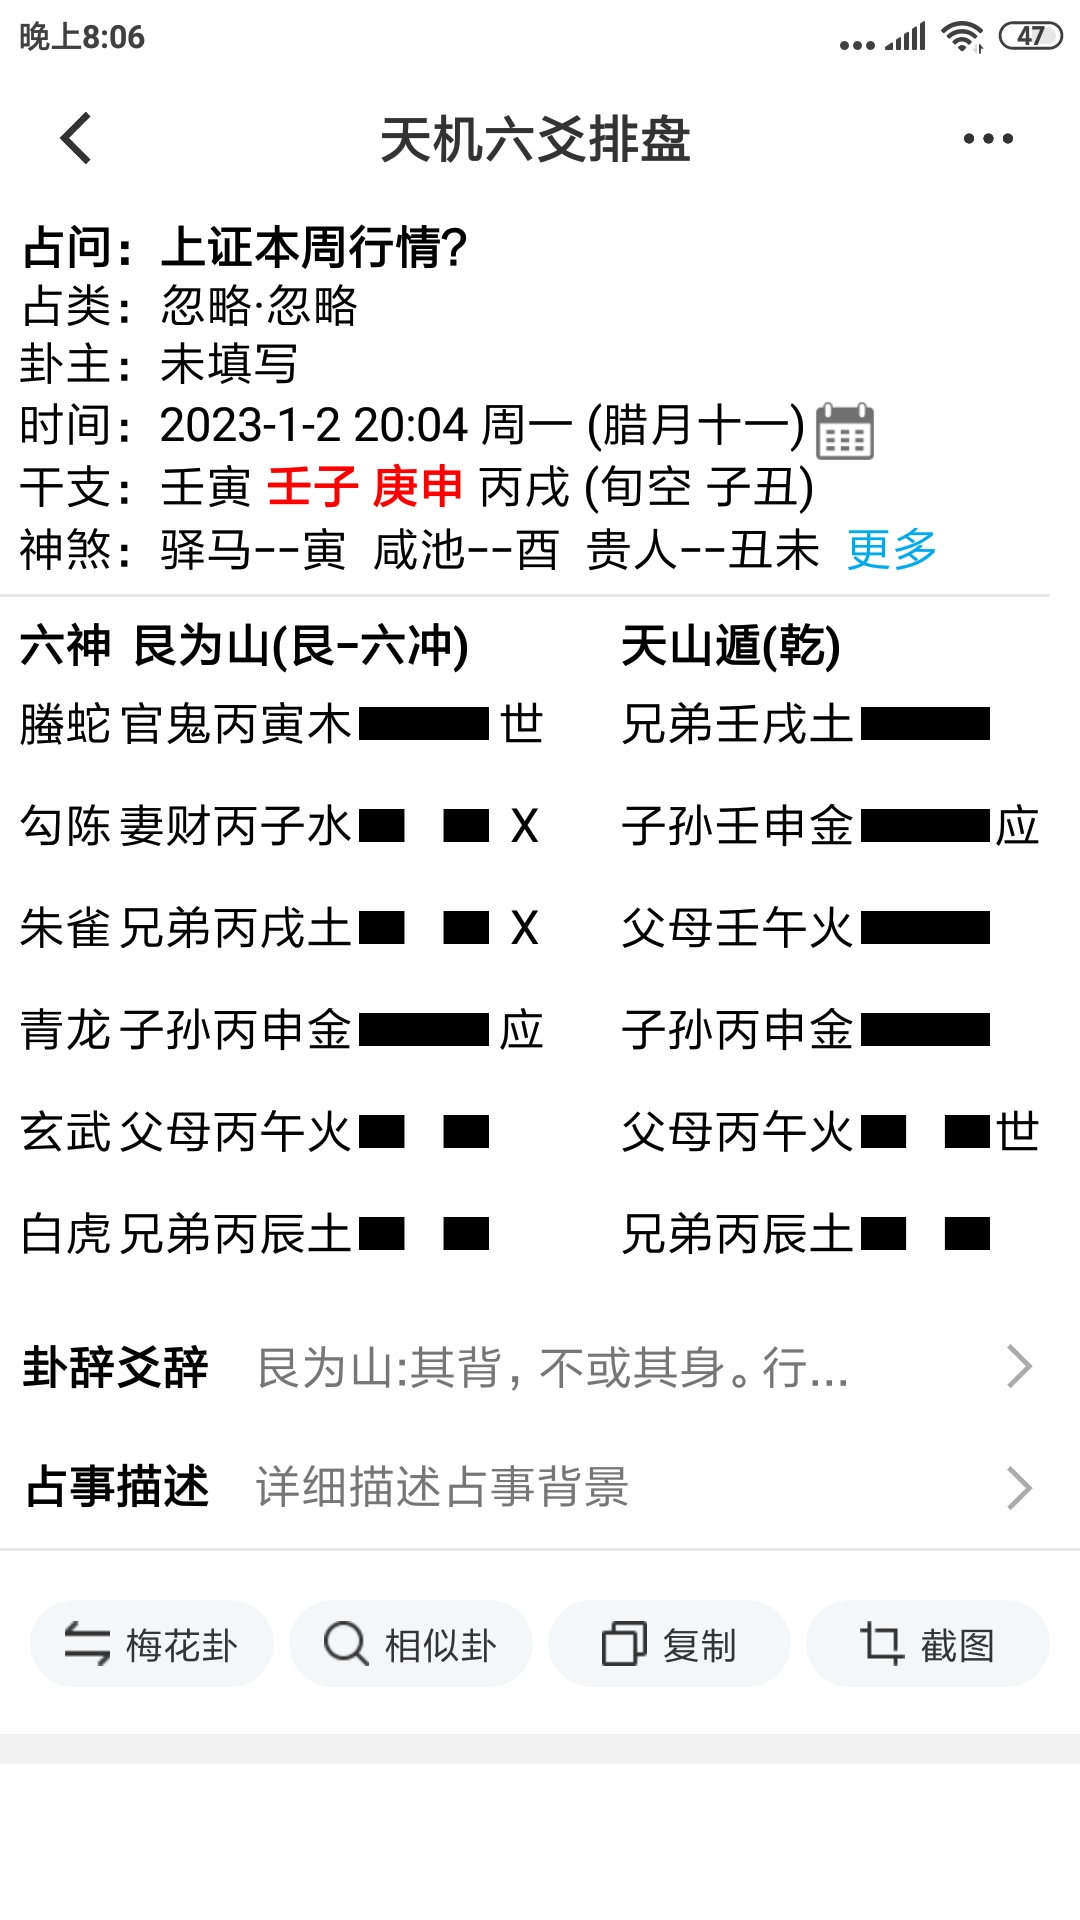 晚上8:06
47
天机六爻排盘
占问：上证本周行情?
占类：忽略·忽略
卦主：未填写
时间：2023-1-2 20:04 周一 (腊月十一)
干支：壬寅 壬子 庚申 丙戌 (旬空 子丑)
神煞：驿马--寅 咸池--酉 贵人--丑未 更多
六神 艮为山(艮-六冲) 天山遁(乾)
螣蛇 官鬼丙寅木 世 兄弟壬戌土
勾陈 妻财丙子水 X 子孙壬申金 应
朱雀 兄弟丙戌土 X 父母壬午火
青龙 子孙丙申金 应 子孙丙申金
玄武 父母丙午火 父母丙午火 世
白虎 兄弟丙辰土 兄弟丙辰土
卦辞爻辞 艮为山:其背，不或其身。行...
占事描述 详细描述占事背景
梅花卦 相似卦 复制 截图